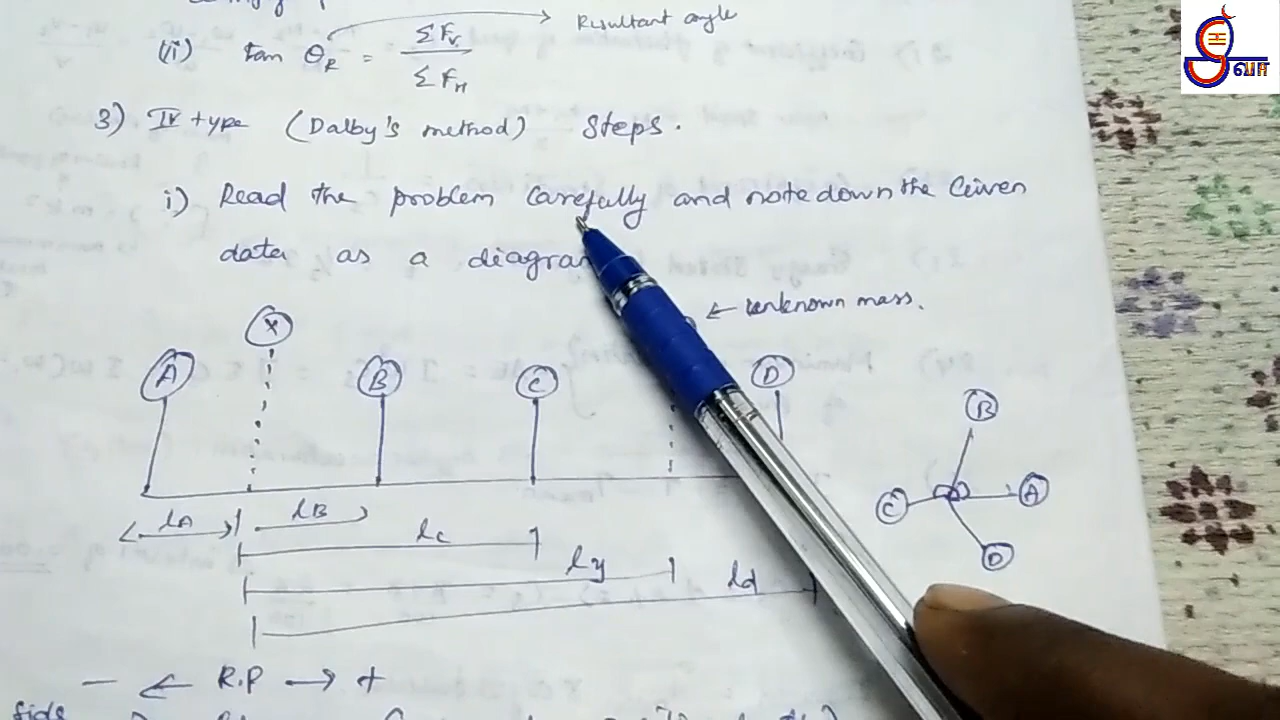 Resultant angle
(ii) tan θR = ΣFV / ΣFH
3) IV type (Dalby's method) Steps.
i) Read the problem carefully and note down the Given
data as a diagra
← unknown mass.
X
A B C D
B
C A
D
lA lB
lc
ly ld
– ← R.P → +